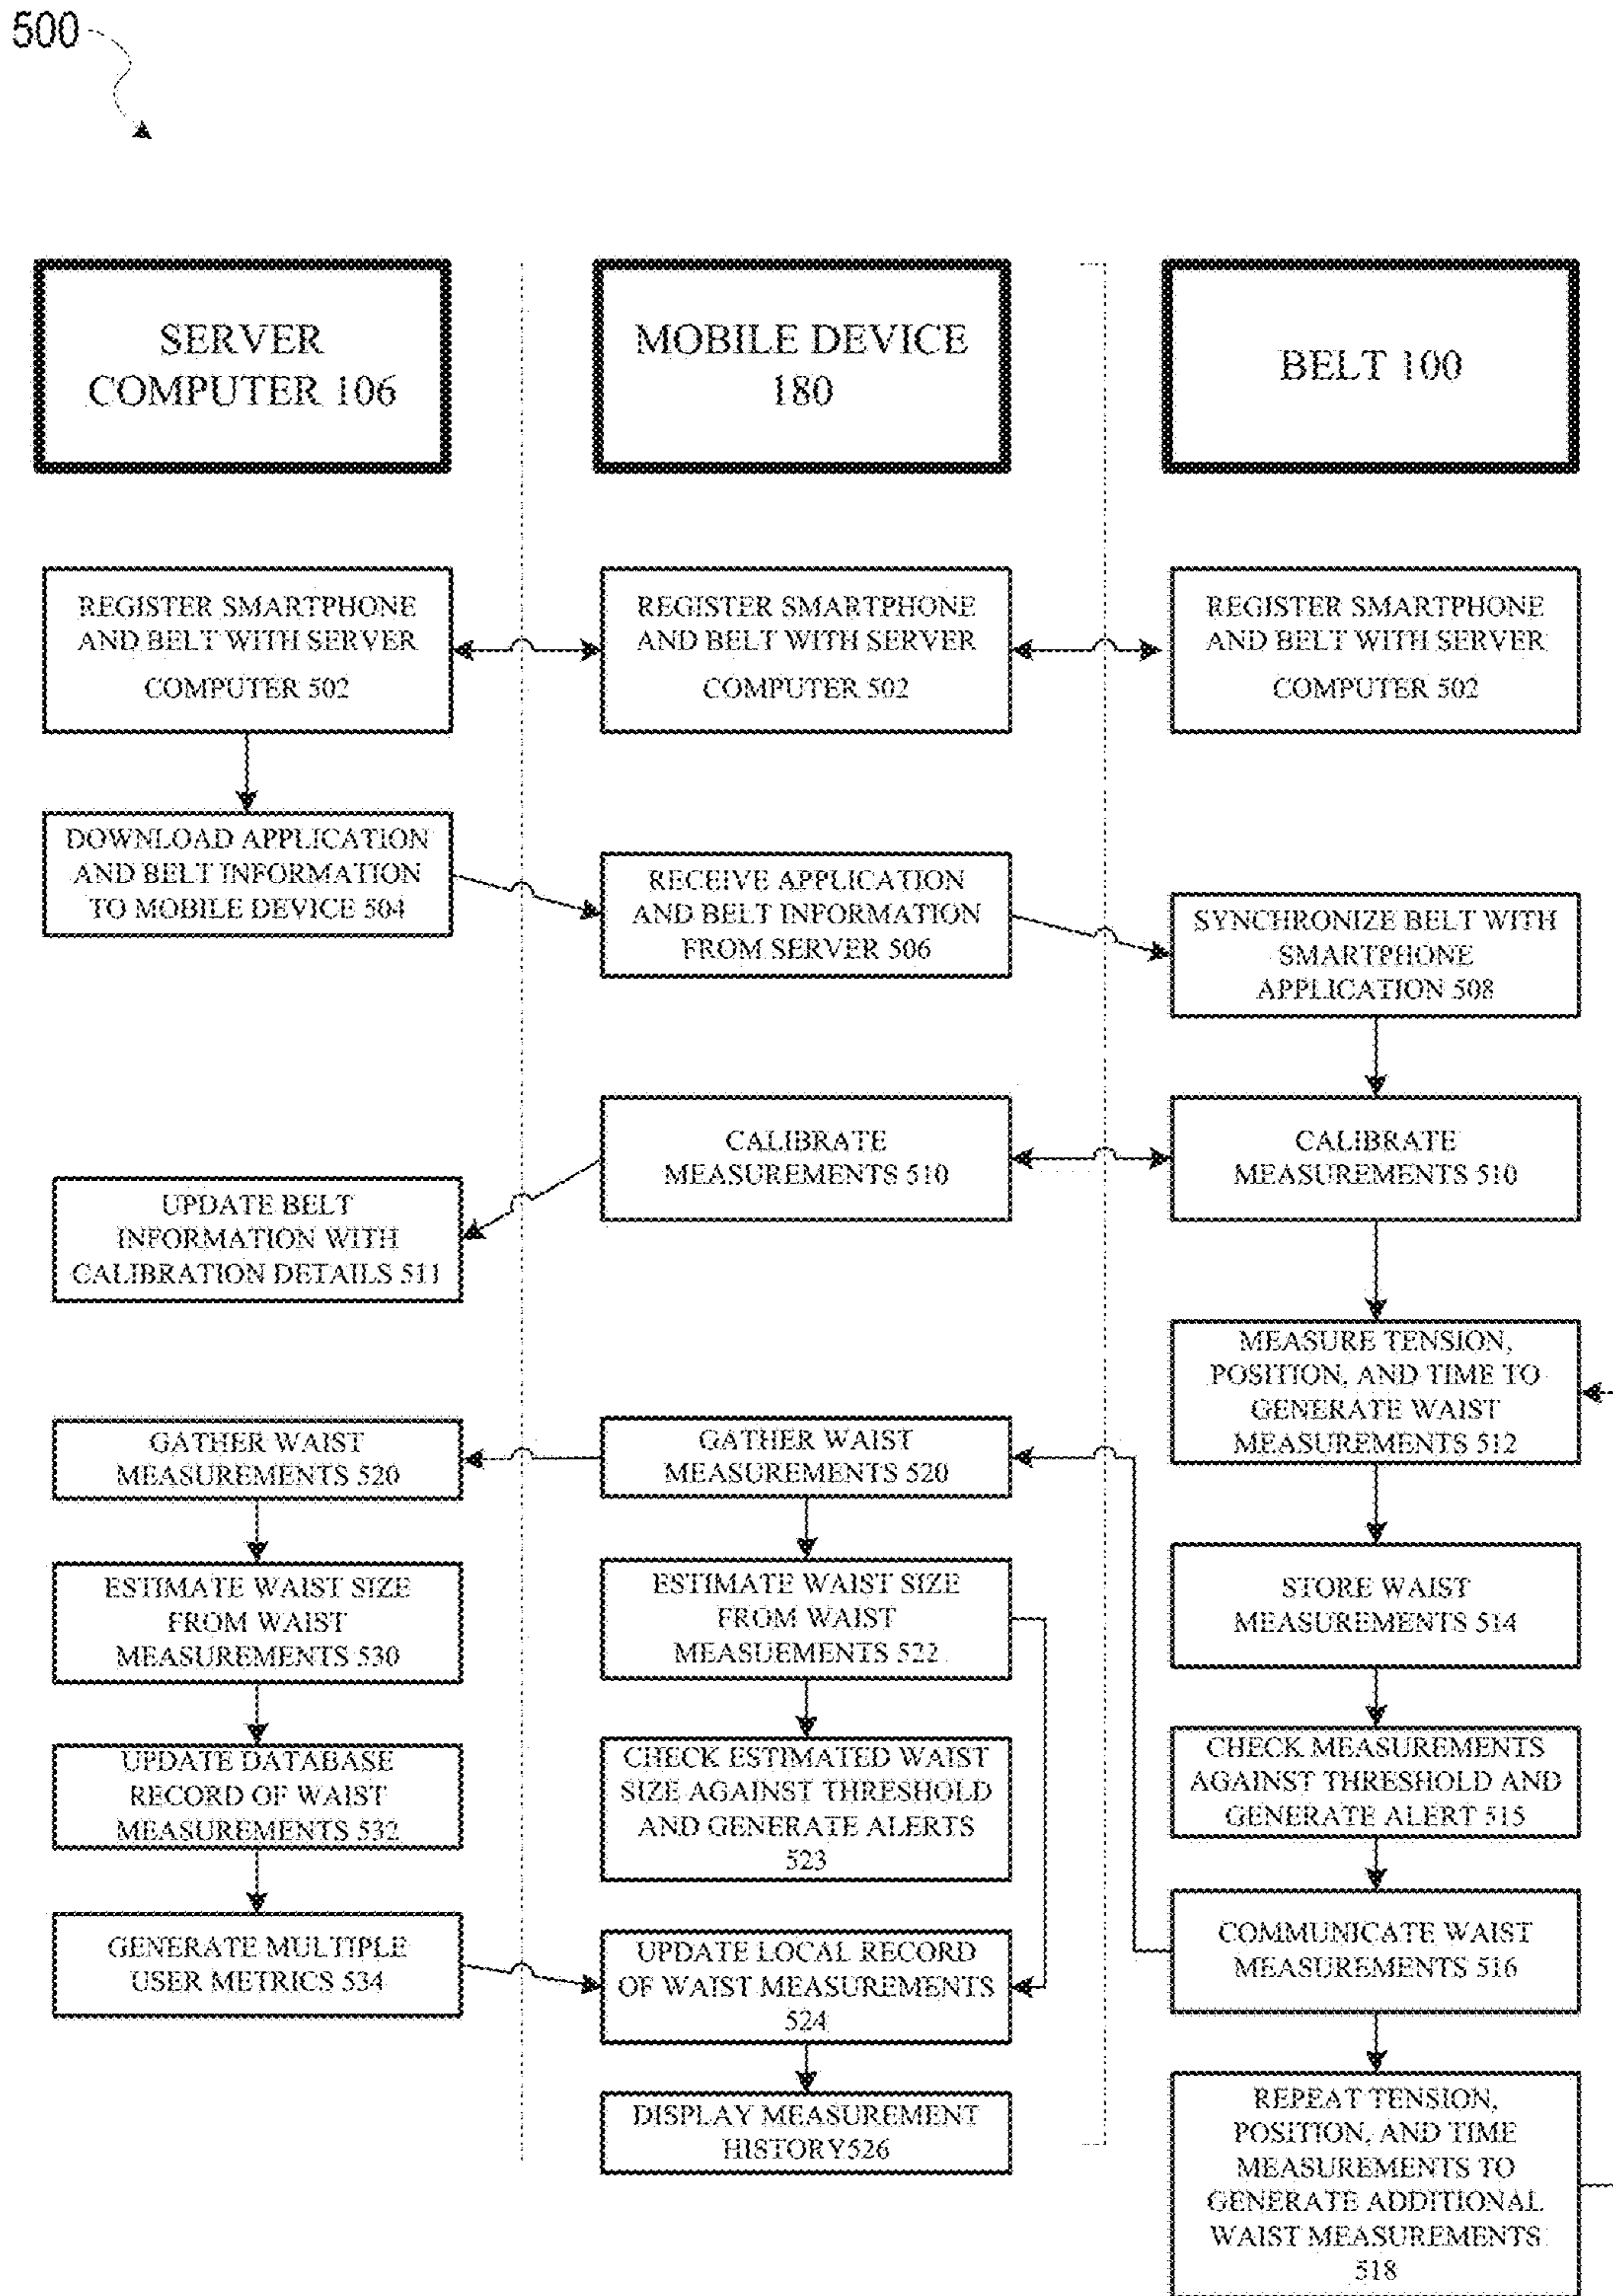 500
SERVER
COMPUTER 106
MOBILE DEVICE
180
BELT 100
REGISTER SMARTPHONE
AND BELT WITH SERVER
COMPUTER 502
REGISTER SMARTPHONE
AND BELT WITH SERVER
COMPUTER 502
REGISTER SMARTPHONE
AND BELT WITH SERVER
COMPUTER 502
DOWNLOAD APPLICATION
AND BELT INFORMATION
TO MOBILE DEVICE 504
RECEIVE APPLICATION
AND BELT INFORMATION
FROM SERVER 506
SYNCHRONIZE BELT WITH
SMARTPHONE
APPLICATION 508
CALIBRATE
MEASUREMENTS 510
CALIBRATE
MEASUREMENTS 510
UPDATE BELT
INFORMATION WITH
CALIBRATION DETAILS 511
MEASURE TENSION,
POSITION, AND TIME TO
GENERATE WAIST
MEASUREMENTS 512
GATHER WAIST
MEASUREMENTS 520
GATHER WAIST
MEASUREMENTS 520
ESTIMATE WAIST SIZE
FROM WAIST
MEASUREMENTS 530
ESTIMATE WAIST SIZE
FROM WAIST
MEASUEMENTS 522
STORE WAIST
MEASUREMENTS 514
UPDATE DATABASE
RECORD OF WAIST
MEASUREMENTS 532
CHECK ESTIMATED WAIST
SIZE AGAINST THRESHOLD
AND GENERATE ALERTS
523
CHECK MEASUREMENTS
AGAINST THRESHOLD AND
GENERATE ALERT 515
GENERATE MULTIPLE
USER METRICS 534
UPDATE LOCAL RECORD
OF WAIST MEASUREMENTS
524
COMMUNICATE WAIST
MEASUREMENTS 516
DISPLAY MEASUREMENT
HISTORY526
REPEAT TENSION,
POSITION, AND TIME
MEASUREMENTS TO
GENERATE ADDITIONAL
WAIST MEASUREMENTS
518